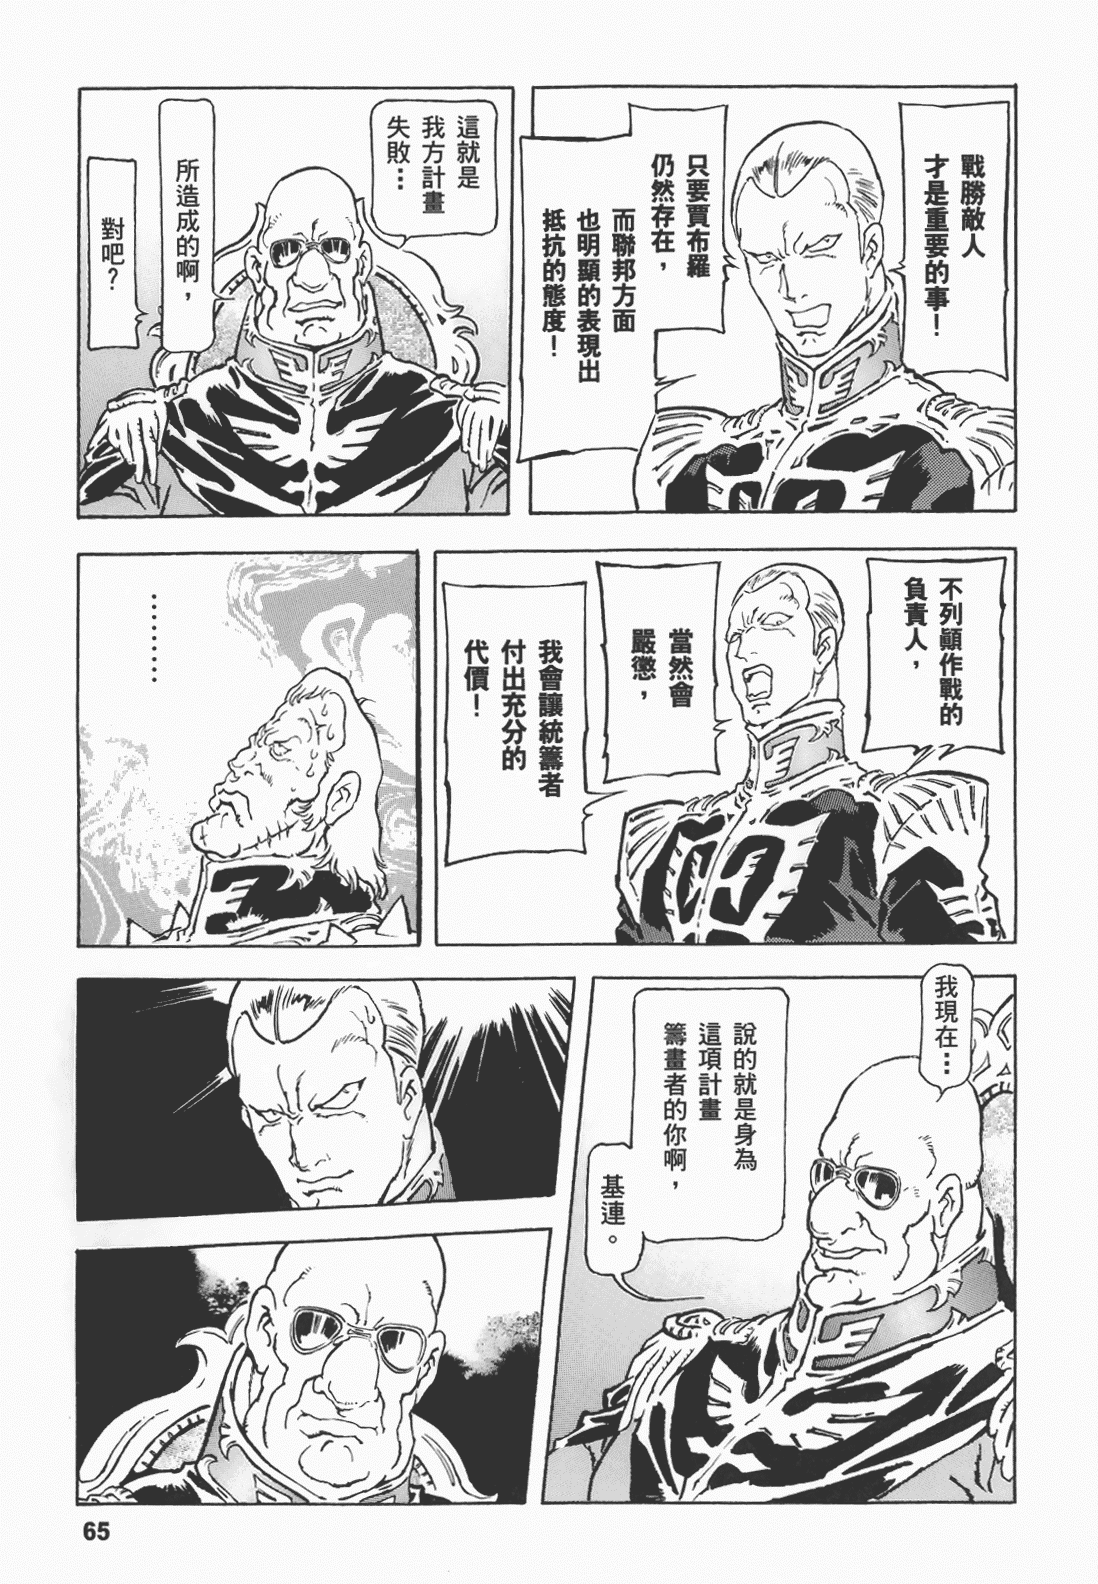 戰勝敵人
才是重要的事！
只要賈布羅
仍然存在，
而聯邦方面
也明顯的表現出
抵抗的態度！
這就是
我方計畫
失敗…
所造成的啊，
對吧？
不列顛作戰的
負責人，
當然會
嚴懲，
我會讓統籌者
付出充分的
代價！
………
我現在…
說的就是身為
這項計畫
籌畫者的你啊，
基連。
65